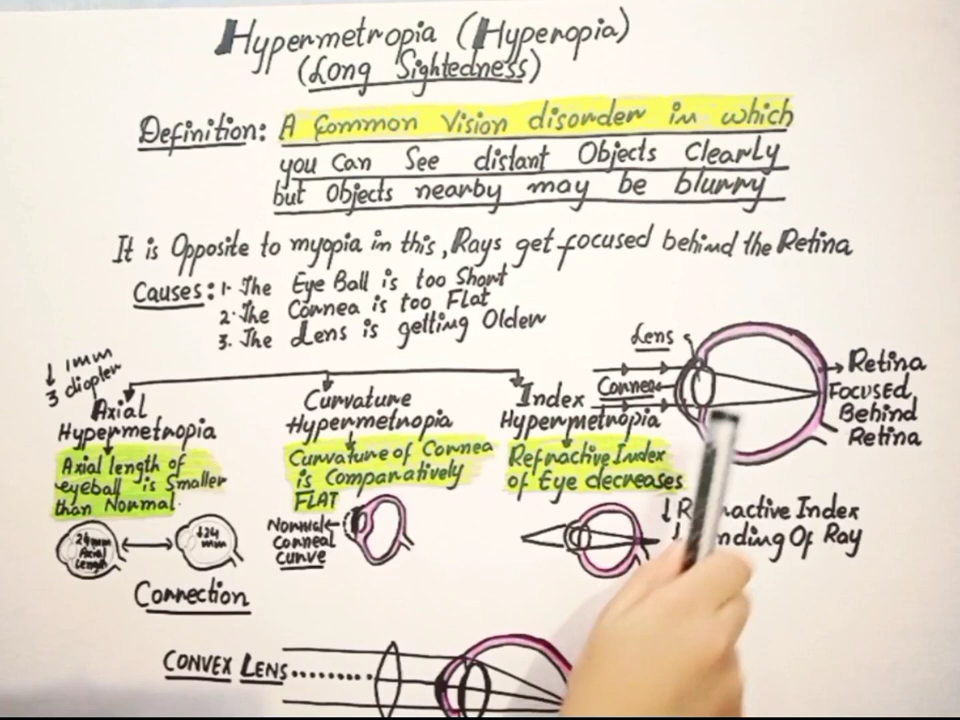 Hypermetropia (Hyperopia)
(Long Sightedness)
Definition: A Common Vision disorder in which
you Can See distant Objects Clearly
but Objects nearby may be blurry
It is Opposite to myopia in this, Rays get focused behind the Retina
Causes: 1. The Eye Ball is too Short
2. The Cornea is too Flat
3. The Lens is getting Older
↓ 1mm
3 diopter
Axial
Hypermetropia
Axial length of
eyeball is Smaller
than Normal.
24mm
Axial
length
↓24
mm
Curvature
Hypermetropia
Curvature of Cornea
is Comparatively
FLAT
Normal
Corneal
Curve
Index
Hypermetropia
Refractive Index
of Eye decreases
Lens
Cornea
Retina
FOCUSED
Behind
Retina
Index
Of Ray
Connection
CONVEX LENS